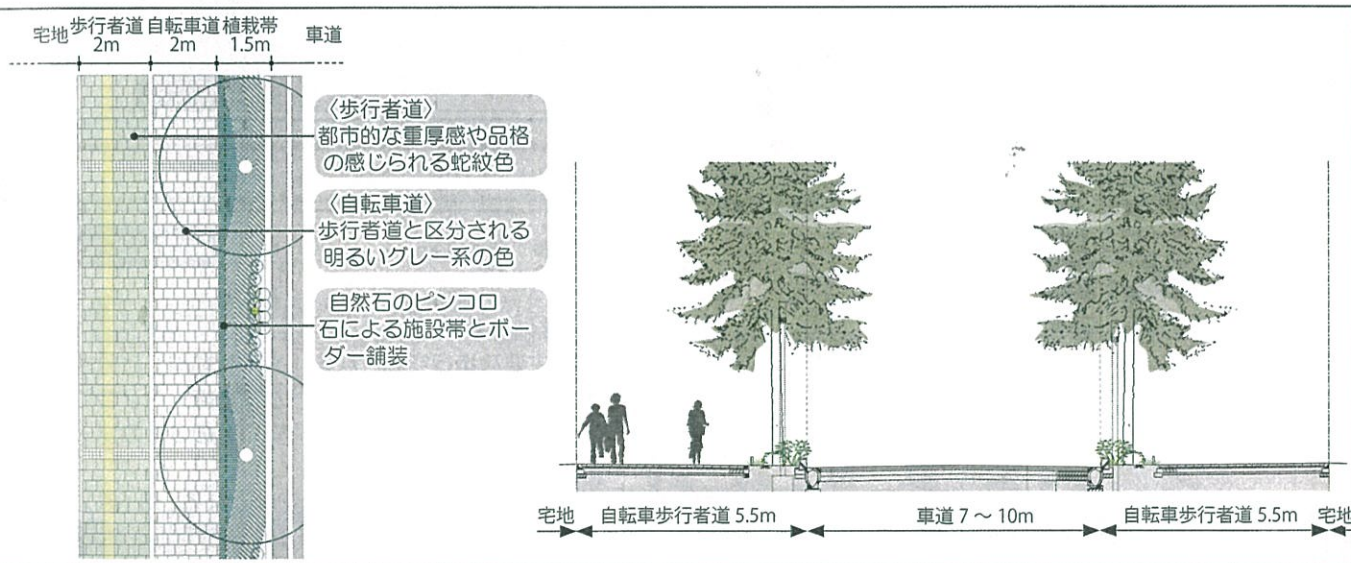 宅地 歩行者道 自転車道 植栽帯 車道
2m 2m 1.5m
〈歩行者道〉
都市的な重厚感や品格
の感じられる蛇紋色
〈自転車道〉
歩行者道と区分される
明るいグレー系の色
自然石のピンコロ
石による施設帯とボー
ダー舗装
宅地 自転車歩行者道 5.5m 車道 7 ～ 10m 自転車歩行者道 5.5m 宅地